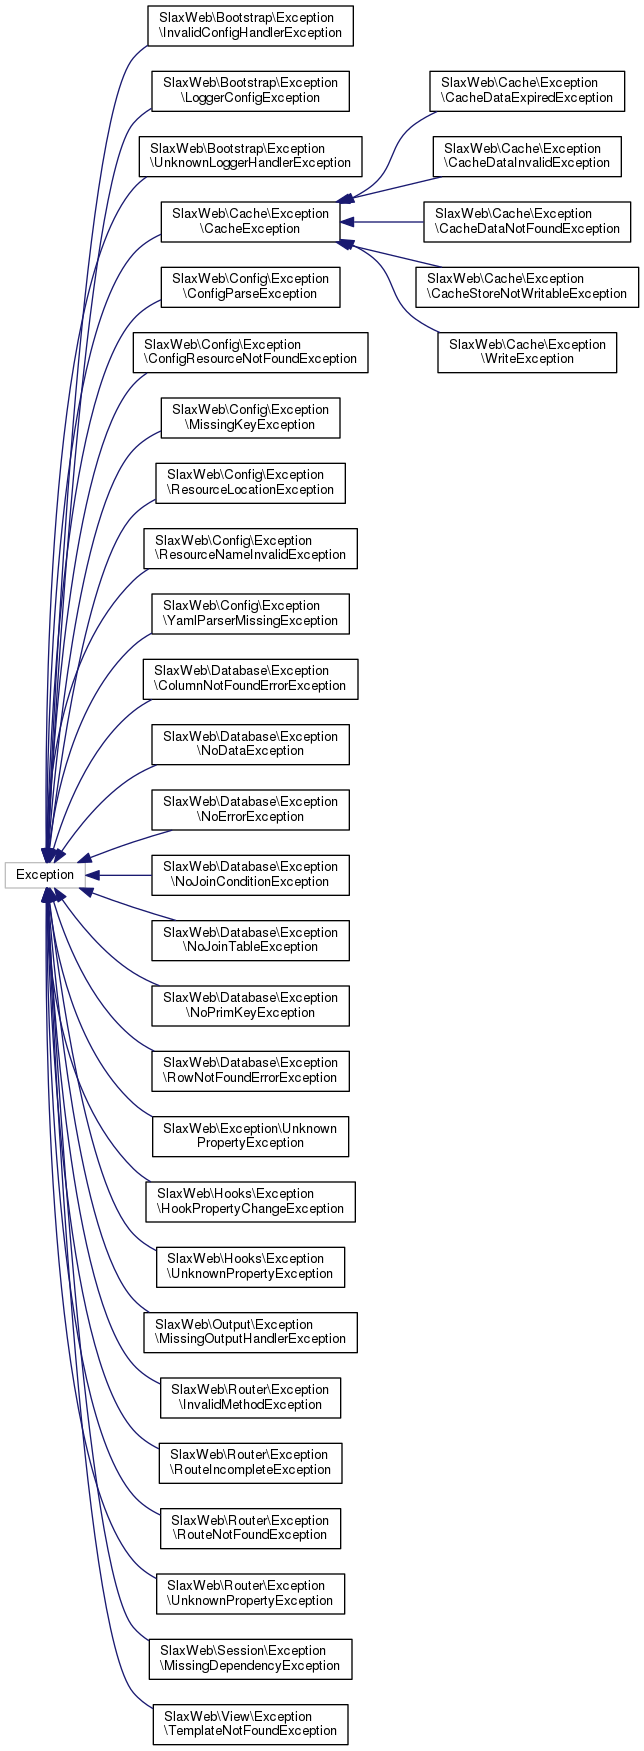 SlaxWeb\Bootstrap\Exception
\InvalidConfigHandlerException
SlaxWeb\Bootstrap\Exception
\LoggerConfigException
SlaxWeb\Cache\Exception
\CacheDataExpiredException
SlaxWeb\Bootstrap\Exception
\UnknownLoggerHandlerException
SlaxWeb\Cache\Exception
\CacheDataInvalidException
SlaxWeb\Cache\Exception
\CacheException
SlaxWeb\Cache\Exception
\CacheDataNotFoundException
SlaxWeb\Config\Exception
\ConfigParseException
SlaxWeb\Cache\Exception
\CacheStoreNotWritableException
SlaxWeb\Config\Exception
\ConfigResourceNotFoundException
SlaxWeb\Cache\Exception
\WriteException
SlaxWeb\Config\Exception
\MissingKeyException
SlaxWeb\Config\Exception
\ResourceLocationException
SlaxWeb\Config\Exception
\ResourceNameInvalidException
SlaxWeb\Config\Exception
\YamlParserMissingException
SlaxWeb\Database\Exception
\ColumnNotFoundErrorException
SlaxWeb\Database\Exception
\NoDataException
SlaxWeb\Database\Exception
\NoErrorException
Exception
SlaxWeb\Database\Exception
\NoJoinConditionException
SlaxWeb\Database\Exception
\NoJoinTableException
SlaxWeb\Database\Exception
\NoPrimKeyException
SlaxWeb\Database\Exception
\RowNotFoundErrorException
SlaxWeb\Exception\Unknown
PropertyException
SlaxWeb\Hooks\Exception
\HookPropertyChangeException
SlaxWeb\Hooks\Exception
\UnknownPropertyException
SlaxWeb\Output\Exception
\MissingOutputHandlerException
SlaxWeb\Router\Exception
\InvalidMethodException
SlaxWeb\Router\Exception
\RouteIncompleteException
SlaxWeb\Router\Exception
\RouteNotFoundException
SlaxWeb\Router\Exception
\UnknownPropertyException
SlaxWeb\Session\Exception
\MissingDependencyException
SlaxWeb\View\Exception
\TemplateNotFoundException